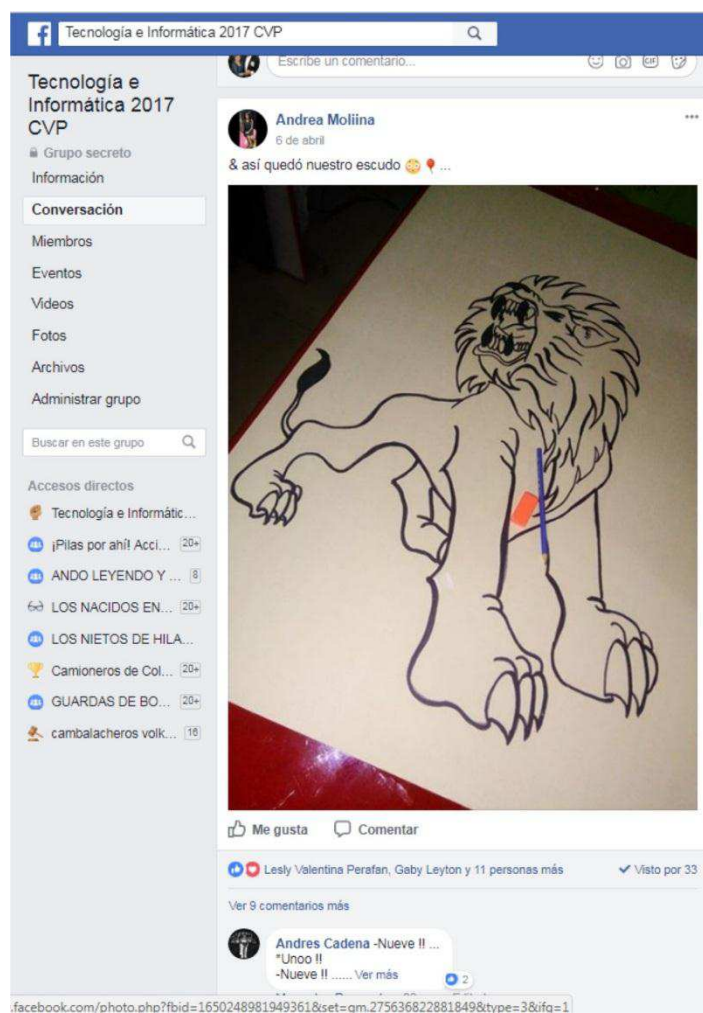 Tecnología e Informática 2017 CVP
Tecnología e
Informática 2017
CVP
Grupo secreto
Información
Conversación
Miembros
Eventos
Videos
Fotos
Archivos
Administrar grupo
Buscar en este grupo
Accesos directos
Tecnología e Informátic...
¡Pilas por ahí! Acci... 20+
ANDO LEYENDO Y ... 8
LOS NACIDOS EN... 20+
LOS NIETOS DE HILA...
Camioneros de Col... 20+
GUARDAS DE BO... 20+
cambalacheros volk... 16
Escribe un comentario...
GIF
Andrea Moliina
6 de abril
& así quedó nuestro escudo 😳🎈...
Me gusta Comentar
Lesly Valentina Perafan, Gaby Leyton y 11 personas más Visto por 33
Ver 9 comentarios más
Andres Cadena -Nueve !! ...
"Unoo !!
-Nueve !! ...... Ver más
2
.facebook.com/photo.php?fbid=1650248981949361&set=gm.275636822881849&type=3&ifg=1